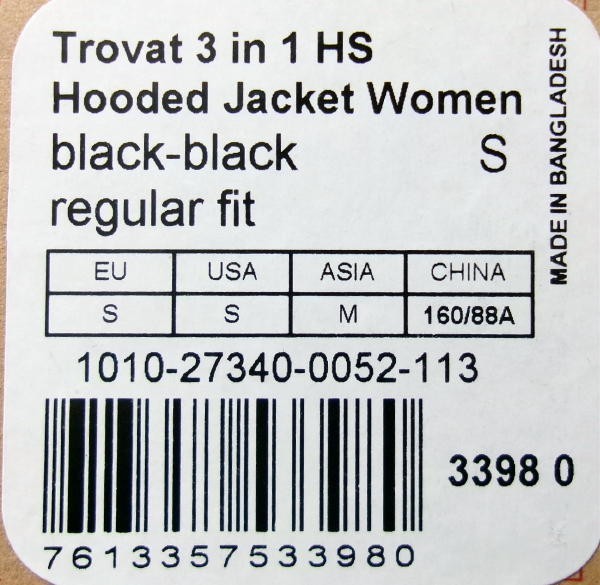 Trovat 3 in 1 HS
Hooded Jacket Women
black-black S
regular fit
MADE IN BANGLADESH
EU USA ASIA CHINA
S S M 160/88A
1010-27340-0052-113
3398 0
7613357533980